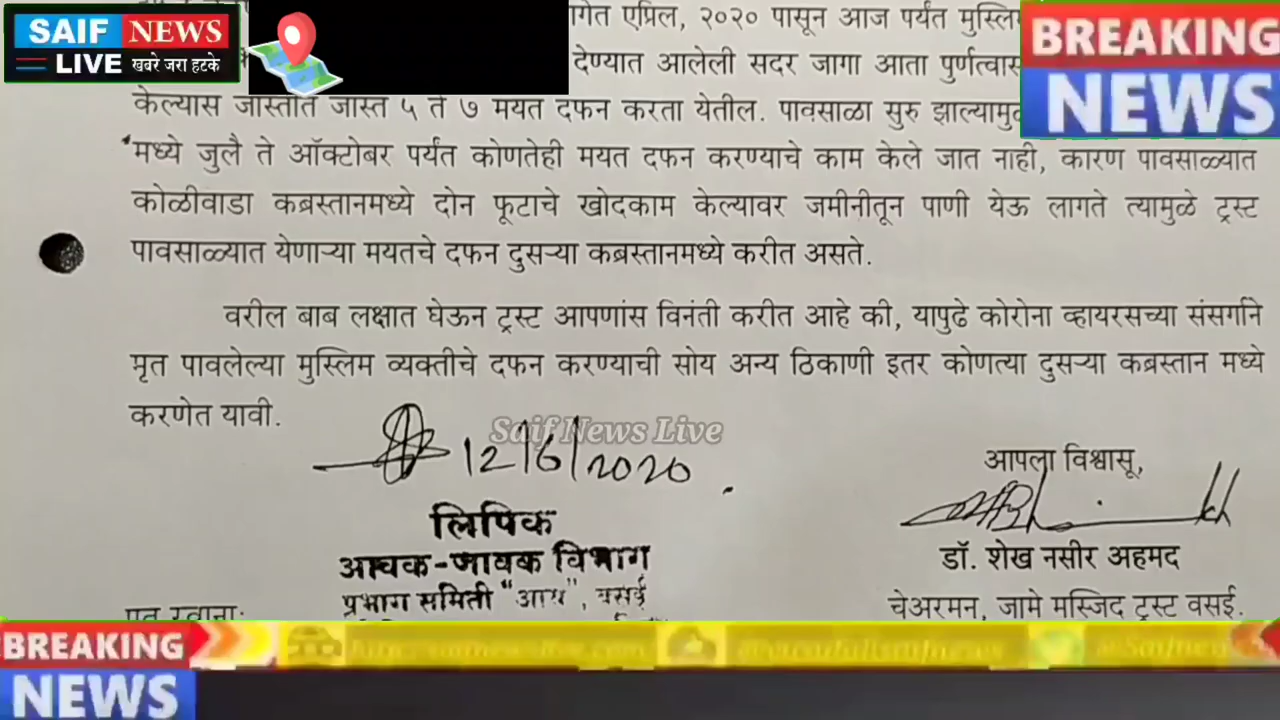 SAIF NEWS
LIVE खबरे जरा हटके
BREAKING
NEWS
एप्रिल, २०२० पासून आज पर्यंत
देण्यात आलेली सदर जागा आता
केल्यास जास्तीत जास्त ५ ते ७ मयत दफन करता येतील. पावसाळा सुरु
मध्ये जुलै ते ऑक्टोबर पर्यंत कोणतेही मयत दफन करण्याचे काम केले जात नाही, कारण पावसाळ्यात
कोळीवाडा कब्रस्तानमध्ये दोन फूटाचे खोदकाम केल्यावर जमीनीतून पाणी येऊ लागते त्यामुळे ट्रस्ट
पावसाळ्यात येणाऱ्या मयतचे दफन दुसऱ्या कब्रस्तानमध्ये करीत असते.
वरील बाब लक्षात घेऊन ट्रस्ट आपणांस विनंती करीत आहे की, यापुढे कोरोना व्हायरसच्या संसर्गाने
मृत पावलेल्या मुस्लिम व्यक्तीचे दफन करण्याची सोय अन्य ठिकाणी इतर कोणत्या दुसऱ्या कब्रस्तान मध्ये
करणेत यावी.
Saif News Live
12/6/2020
आपला विश्वासू,
लिपिक
आवक-जावक विभाग
डॉ. शेख नसीर अहमद
प्रभाग समिती "आय", वसई
चेअरमन, जामे मस्जिद ट्रस्ट वसई.
BREAKING
NEWS